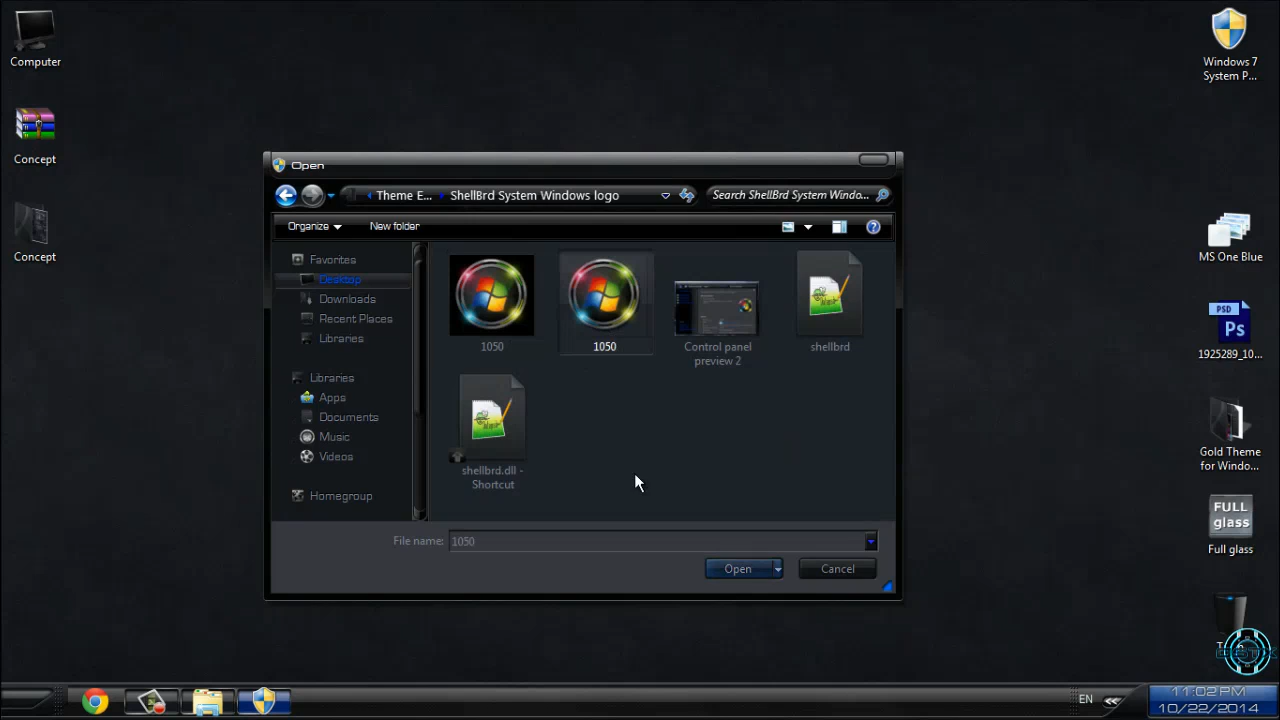 Computer
Concept
Concept
Windows 7
System P...
MS One Blue
PSD
Ps
1925289_10...
Gold Theme
for Windo...
FULL
glass
Full glass
Open
Theme E...
ShellBrd System Windows logo
Search ShellBrd System Windo...
Organize
New folder
Favorites
Desktop
Downloads
Recent Places
Libraries
Libraries
Apps
Documents
Music
Videos
Homegroup
1050
1050
Control panel
preview 2
shellbrd
shellbrd.dll -
Shortcut
File name:
1050
Open
Cancel
EN
11:02 PM
10/22/2014